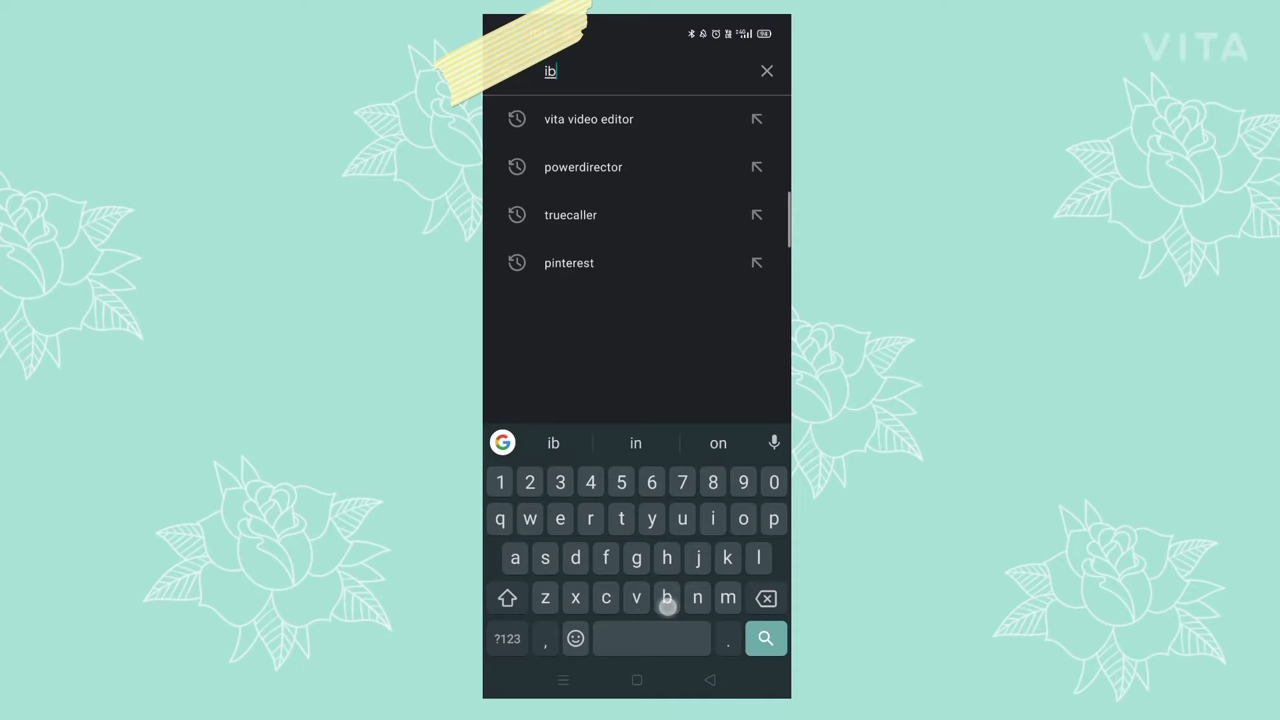 VITA
ib
vita video editor
powerdirector
truecaller
pinterest
ib in on
1 2 3 4 5 6 7 8 9 0
q w e r t y u i o p
a s d f g h j k l
z x c v b n m
?123 , .